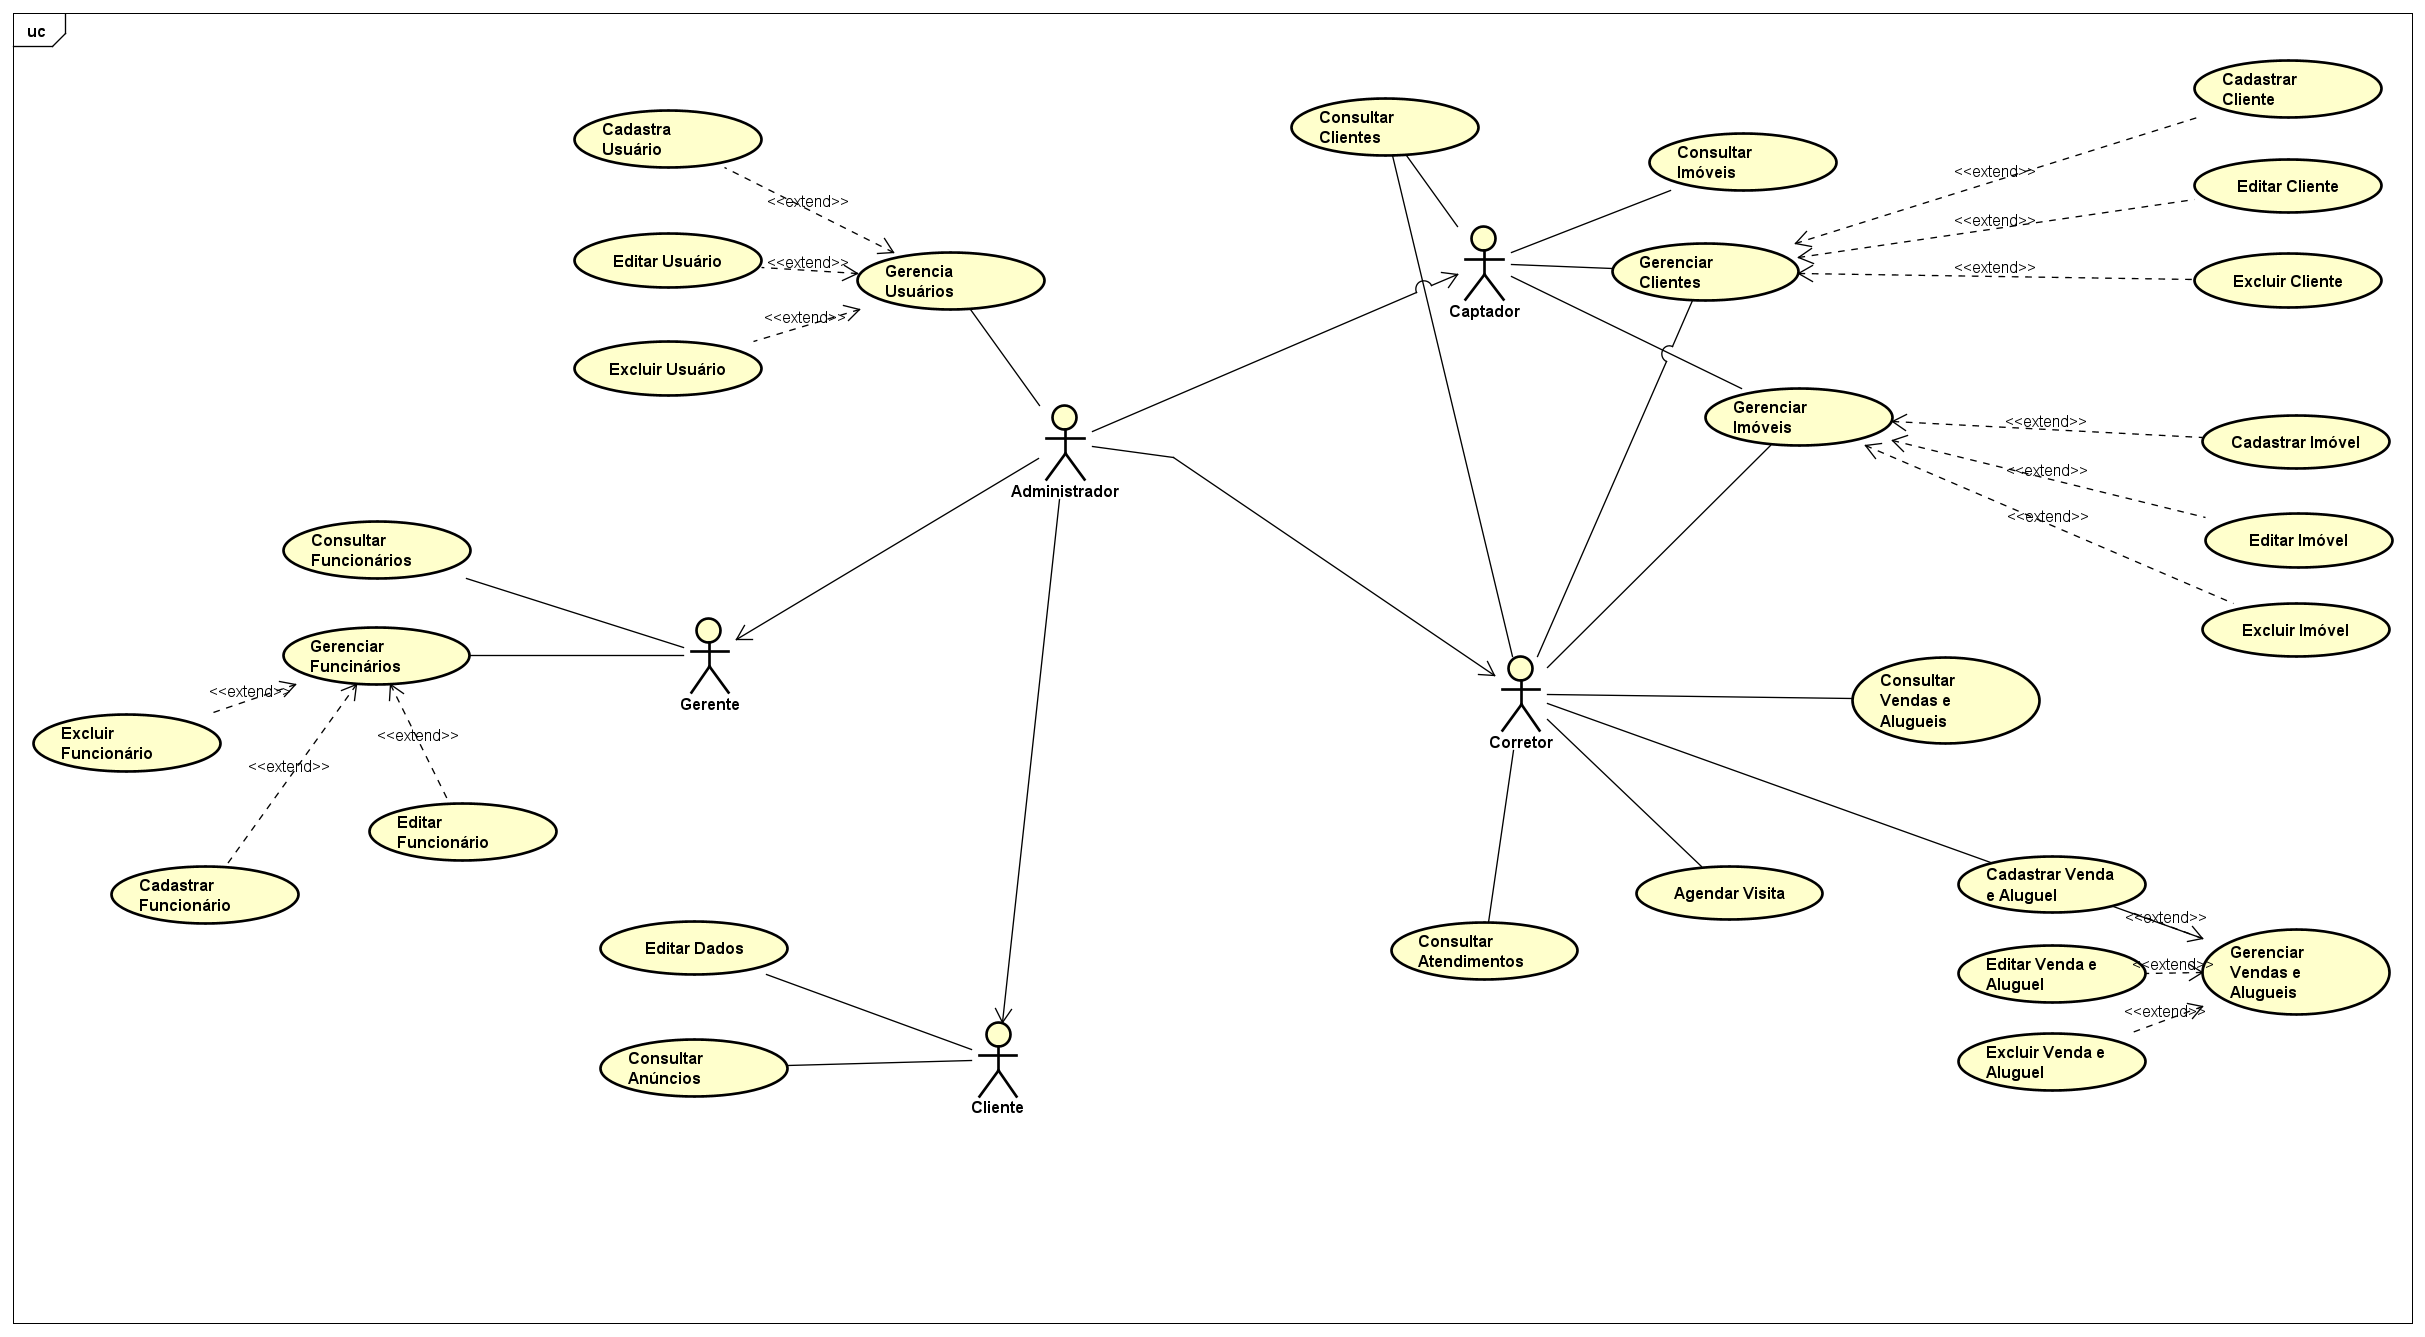 uc
Cadastra
Usuário
<<extend>>
Editar Usuário
<<extend>>
Excluir Usuário
<<extend>>
Gerencia
Usuários
Administrador
Consultar
Clientes
Consultar
Imóveis
Captador
Gerenciar
Clientes
Cadastrar
Cliente
<<extend>>
Editar Cliente
<<extend>>
Excluir Cliente
<<extend>>
Gerenciar
Imóveis
<<extend>>
Cadastrar Imóvel
<<extend>>
Editar Imóvel
<<extend>>
Excluir Imóvel
Consultar
Funcionários
Gerenciar
Funcinários
Gerente
<<extend>>
Excluir
Funcionário
<<extend>>
<<extend>>
Editar
Funcionário
Cadastrar
Funcionário
Corretor
Consultar
Vendas e
Alugueis
Agendar Visita
Consultar
Atendimentos
Cadastrar Venda
e Aluguel
<<extend>>
Editar Venda e
Aluguel
<<extend>>
Gerenciar
Vendas e
Alugueis
<<extend>>
Excluir Venda e
Aluguel
Editar Dados
Consultar
Anúncios
Cliente